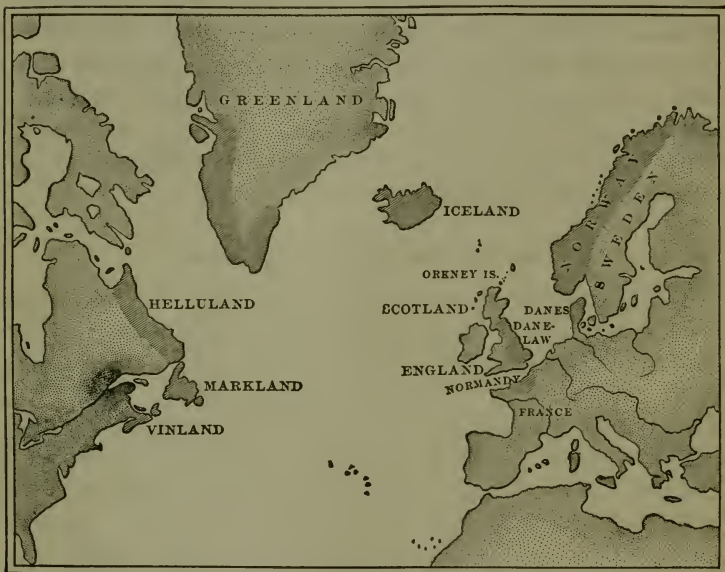 GREENLAND
ICELAND
NORWAY
SWEDEN
ORKNEY IS.
SCOTLAND
HELLULAND
DANES
DANE-
LAW
ENGLAND
NORMANDY
MARKLAND
FRANCE
VINLAND